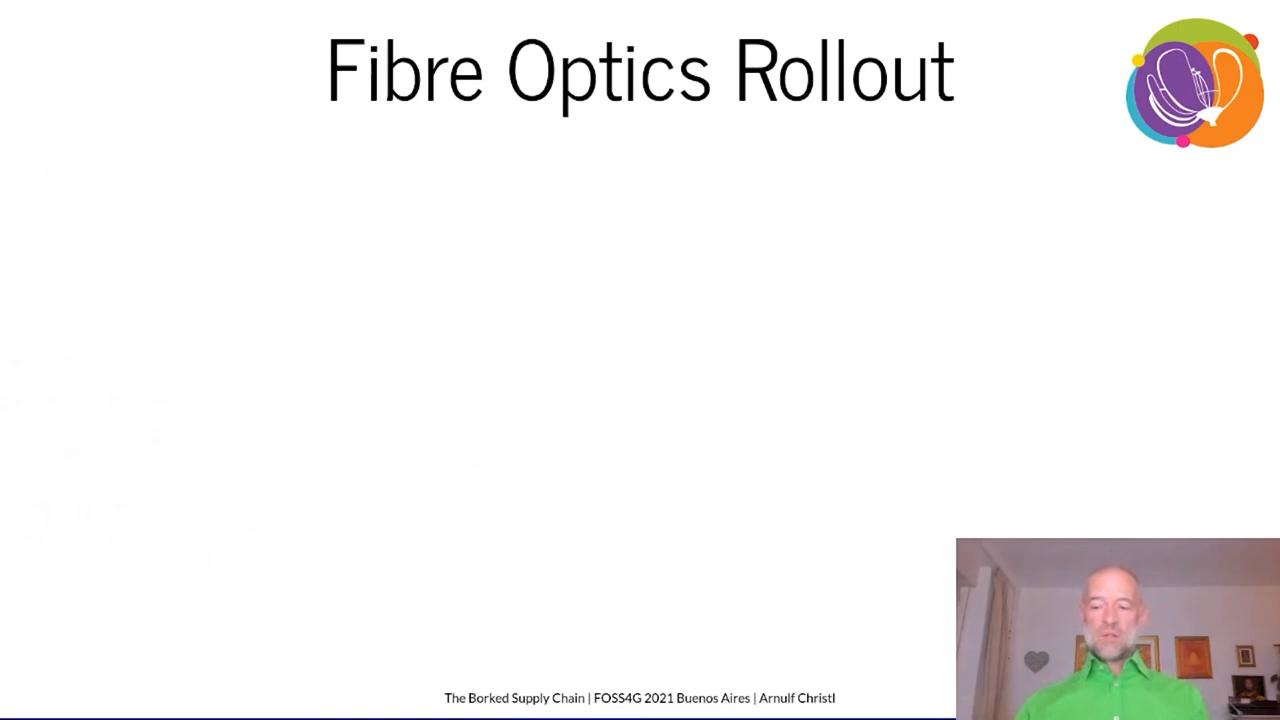 Fibre Optics Rollout
The Borked Supply Chain | FOSS4G 2021 Buenos Aires | Arnulf Christl